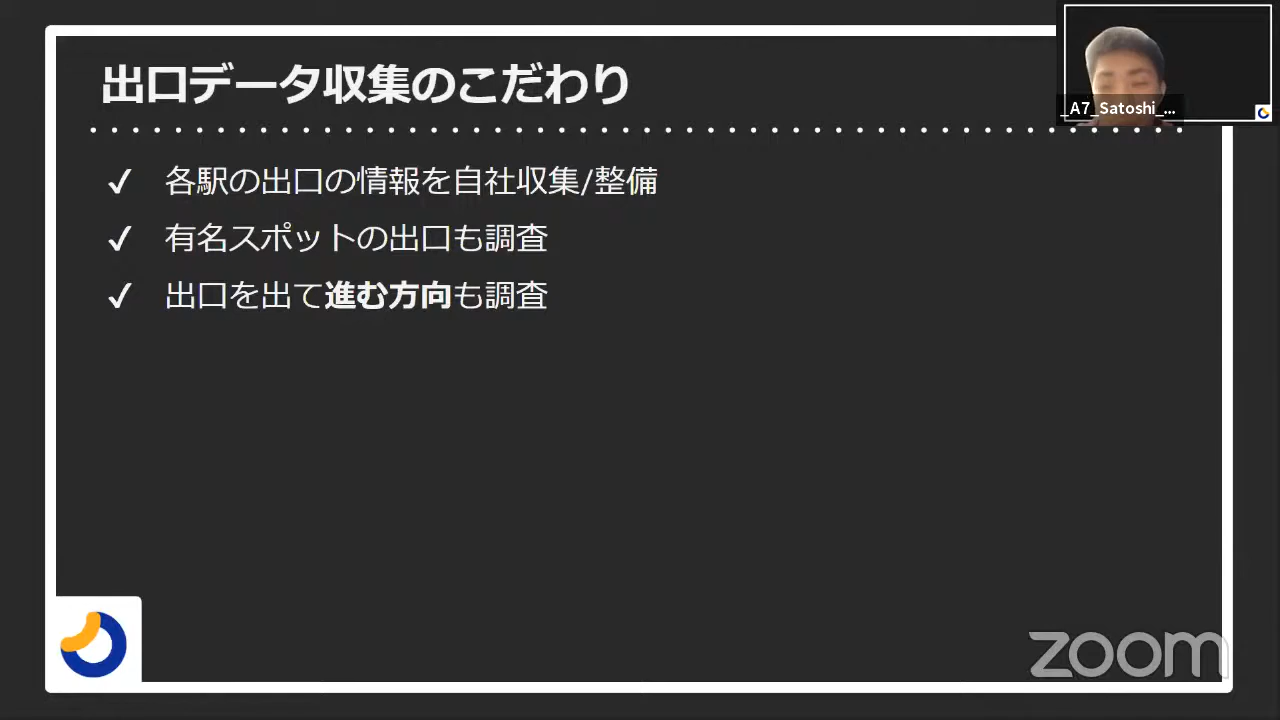 出口データ収集のこだわり
_A7_Satoshi_...
✓ 各駅の出口の情報を自社収集/整備
✓ 有名スポットの出口も調査
✓ 出口を出て進む方向も調査
zoom